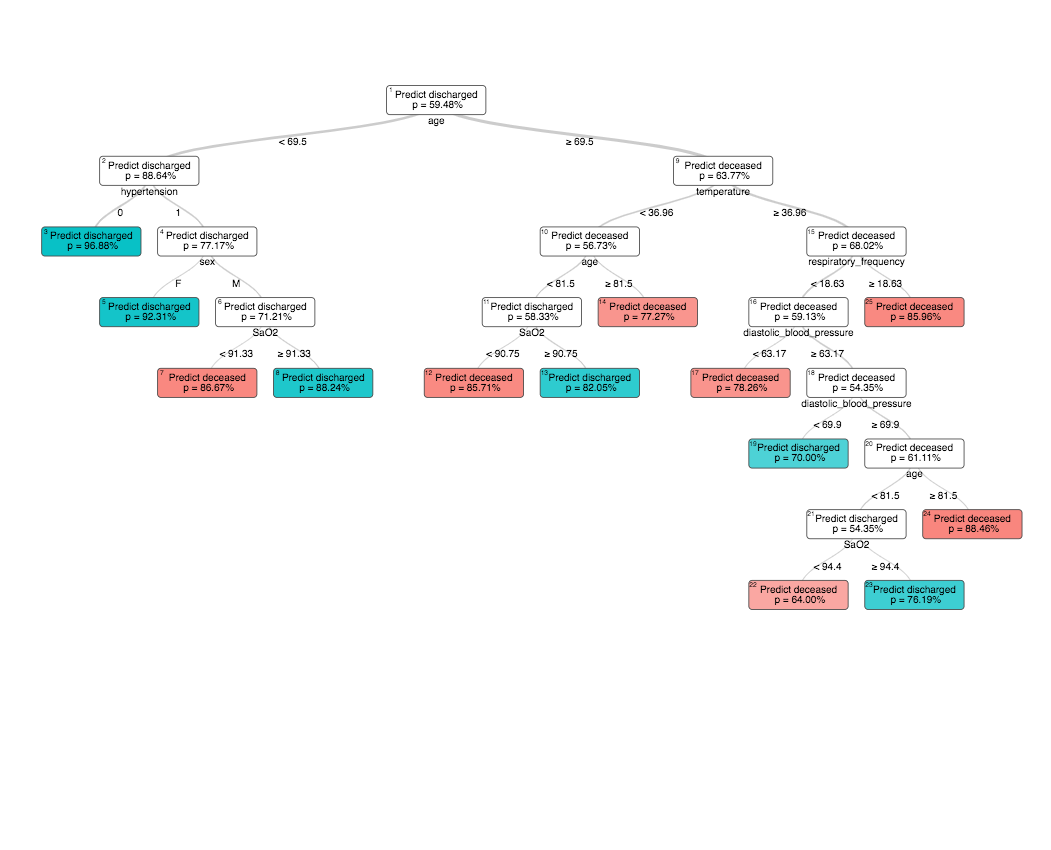 1 Predict discharged
p = 59.48%
age
< 69.5
≥ 69.5
2 Predict discharged
p = 88.64%
hypertension
9 Predict deceased
p = 63.77%
temperature
0
1
< 36.96
≥ 36.96
3 Predict discharged
p = 96.88%
4 Predict discharged
p = 77.17%
sex
10 Predict deceased
p = 56.73%
age
15 Predict deceased
p = 68.02%
respiratory_frequency
F
M
< 81.5
≥ 81.5
< 18.63
≥ 18.63
5 Predict discharged
p = 92.31%
6 Predict discharged
p = 71.21%
SaO2
11 Predict discharged
p = 58.33%
SaO2
14 Predict deceased
p = 77.27%
16 Predict deceased
p = 59.13%
diastolic_blood_pressure
25 Predict deceased
p = 85.96%
< 91.33
≥ 91.33
< 90.75
≥ 90.75
< 63.17
≥ 63.17
7 Predict deceased
p = 86.67%
8 Predict discharged
p = 88.24%
12 Predict deceased
p = 85.71%
13 Predict discharged
p = 82.05%
17 Predict deceased
p = 78.26%
18 Predict deceased
p = 54.35%
diastolic_blood_pressure
< 69.9
≥ 69.9
19 Predict discharged
p = 70.00%
20 Predict deceased
p = 61.11%
age
< 81.5
≥ 81.5
21 Predict discharged
p = 54.35%
SaO2
24 Predict deceased
p = 88.46%
< 94.4
≥ 94.4
22 Predict deceased
p = 64.00%
23 Predict discharged
p = 76.19%